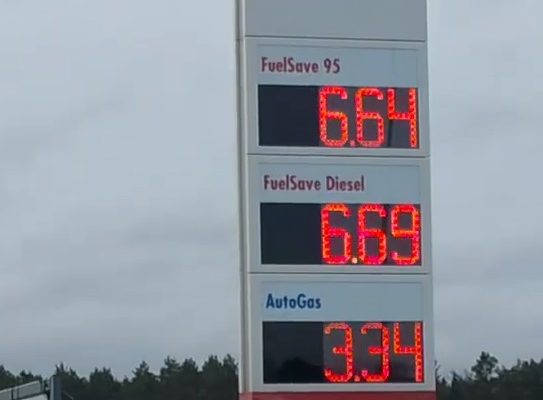 FuelSave 95
6.64
FuelSave Diesel
6.69
AutoGas
3.34